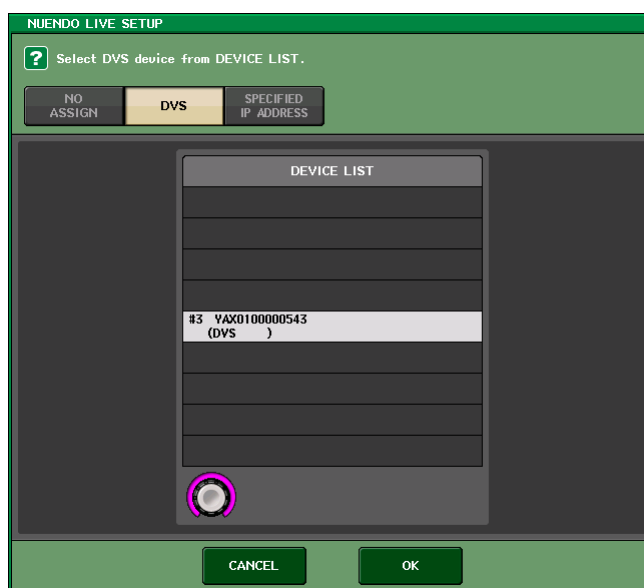 NUENDO LIVE SETUP
? Select DVS device from DEVICE LIST.
NO ASSIGN
DVS
SPECIFIED IP ADDRESS
DEVICE LIST
#3 YAX0100000543
(DVS )
CANCEL
OK